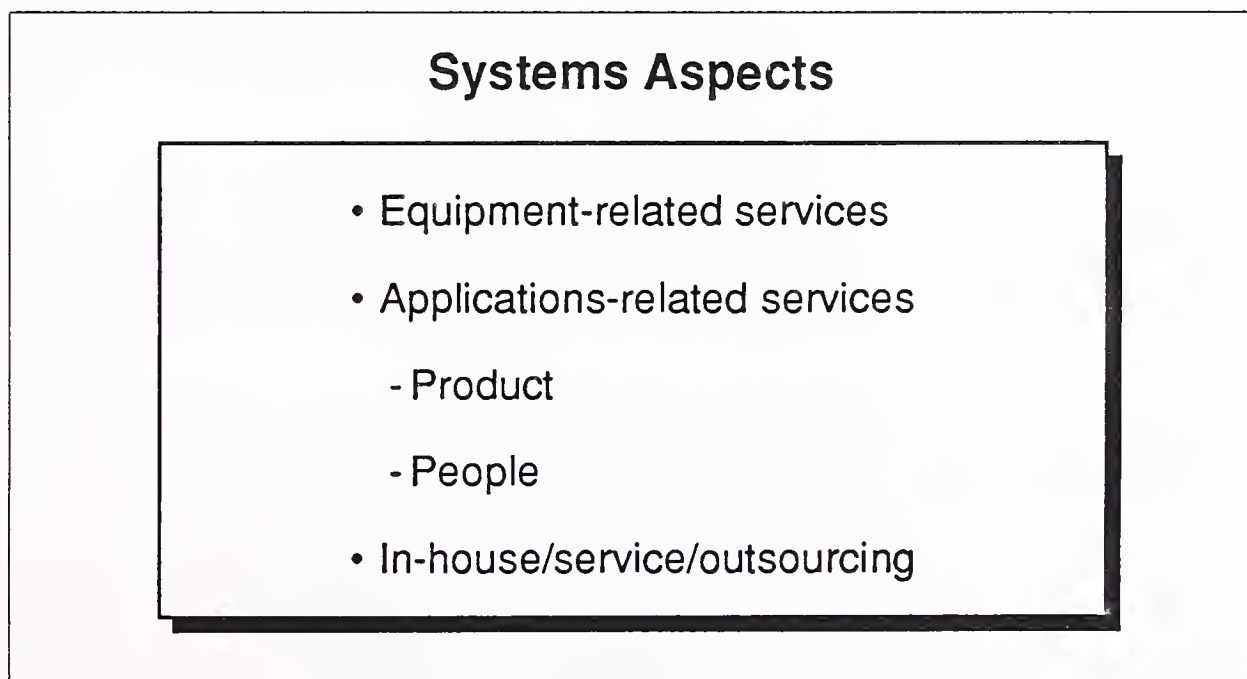 Systems Aspects
• Equipment-related services
• Applications-related services
- Product
- People
• In-house/service/outsourcing